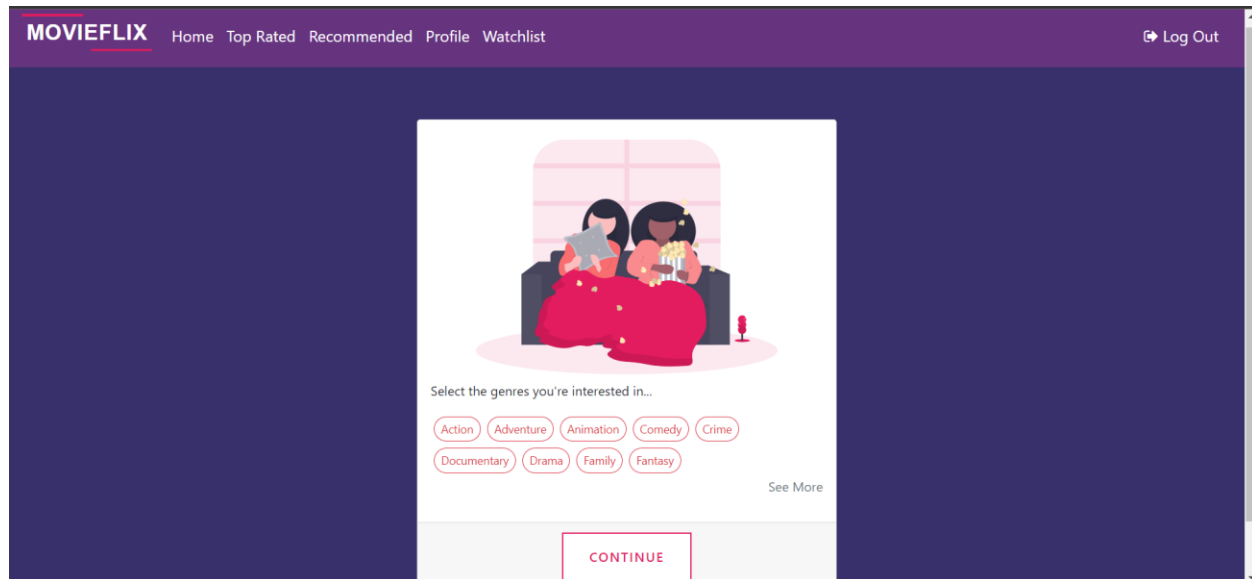 MOVIEFLIX Home Top Rated Recommended Profile Watchlist Log Out
Select the genres you're interested in...
Action Adventure Animation Comedy Crime
Documentary Drama Family Fantasy
See More
CONTINUE